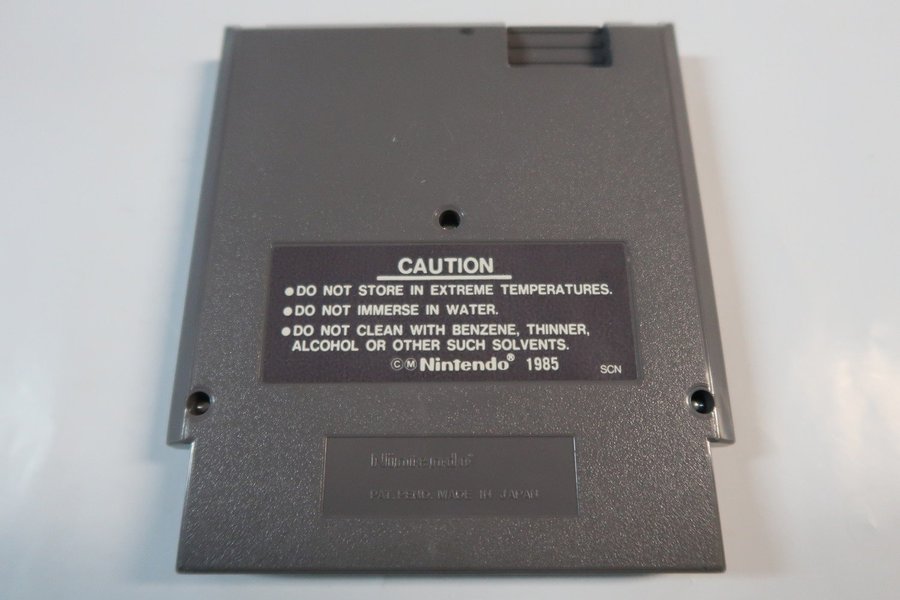 CAUTION
●DO NOT STORE IN EXTREME TEMPERATURES.
●DO NOT IMMERSE IN WATER.
●DO NOT CLEAN WITH BENZENE, THINNER,
ALCOHOL OR OTHER SUCH SOLVENTS.
ⒸⓂNintendo® 1985
SCN
Nintendo®
PAT. PEND. MADE IN JAPAN